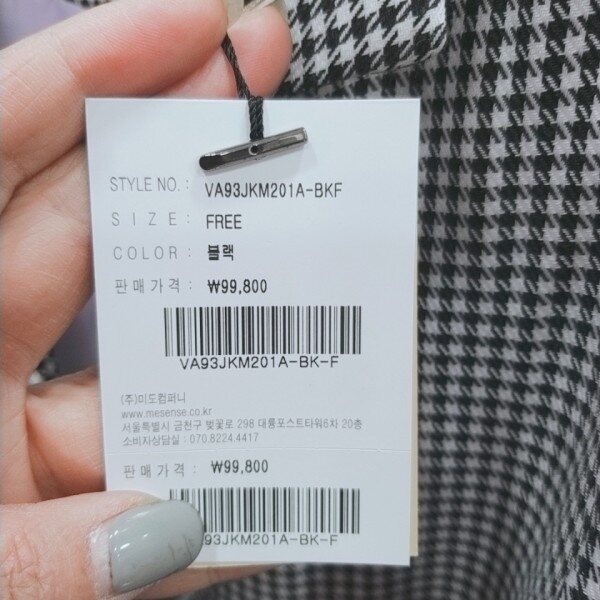 STYLE NO. : VA93JKM201A-BKF
SIZE : FREE
COLOR : 블랙
판매가격 : ₩99,800
VA93JKM201A-BK-F
(주)미도컴퍼니
www.mesense.co.kr
서울특별시 금천구 벚꽃로 298 대륭포스트타워6차 20층
소비자상담실 : 070.8224.4417
판매가격 : ₩99,800
93JKM201A-BK-F